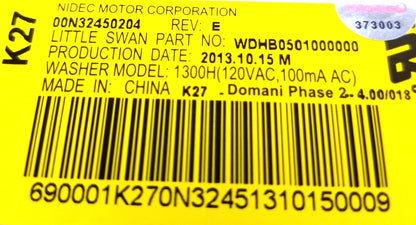 NIDEC MOTOR CORPORATION
00N32450204 REV: E
373003
LITTLE SWAN PART NO: WDHB0501000000
PRODUCTION DATE: 2013.10.15 M
WASHER MODEL: 1300H(120VAC,100mA AC)
MADE IN: CHINA K27 - Domani Phase 2- 4.00/013
K27
690001K270N32451310150009